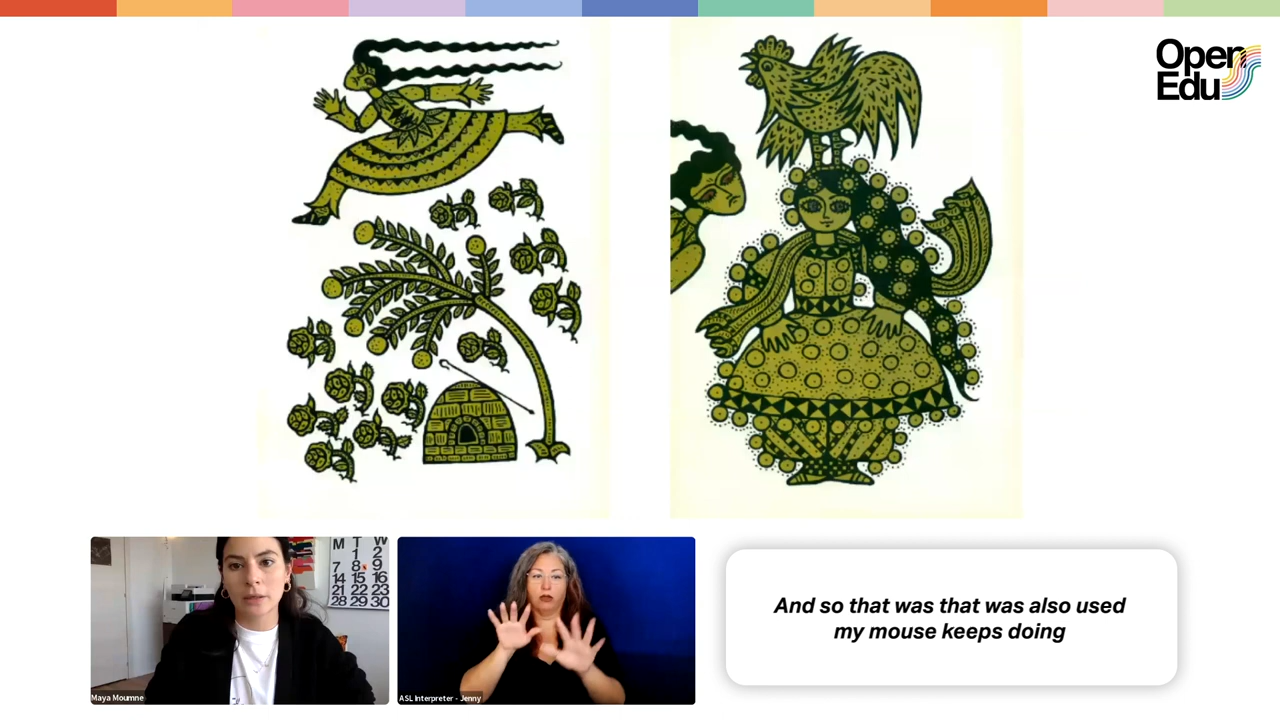 Open
Edu
M T W
1 2
7 8 9
14 15 16
21 22 23
28 29 30
Maya Moumne
ASL Interpreter - Jenny
And so that was that was also used
my mouse keeps doing